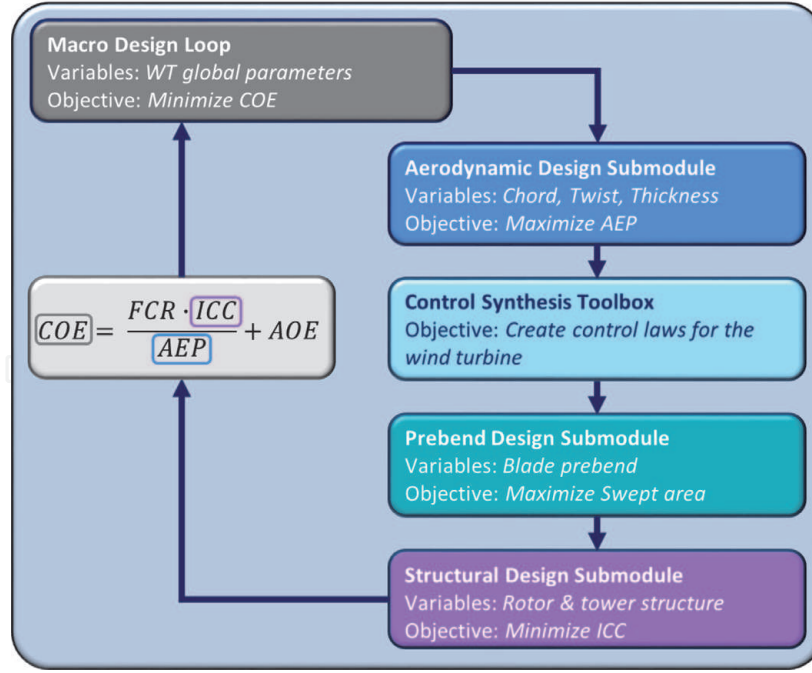 Macro Design Loop
Variables: WT global parameters
Objective: Minimize COE
Aerodynamic Design Submodule
Variables: Chord, Twist, Thickness
Objective: Maximize AEP
Control Synthesis Toolbox
Objective: Create control laws for the
wind turbine
COE = FCR · ICC / AEP + AOE
Prebend Design Submodule
Variables: Blade prebend
Objective: Maximize Swept area
Structural Design Submodule
Variables: Rotor & tower structure
Objective: Minimize ICC